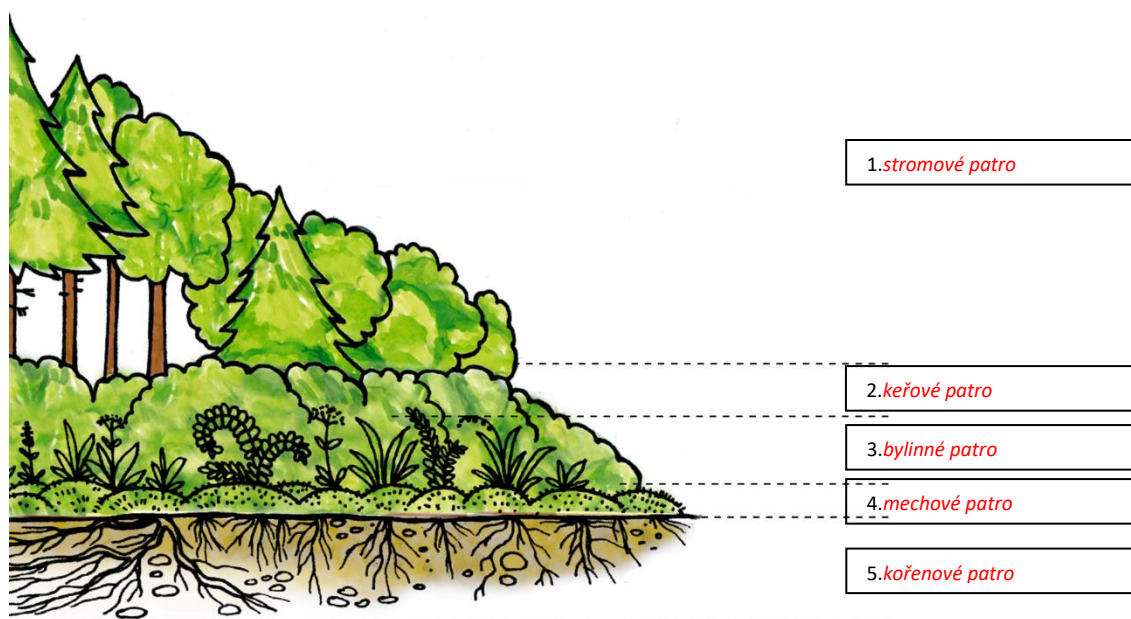 1.stromové patro
2.keřové patro
3.bylinné patro
4.mechové patro
5.kořenové patro